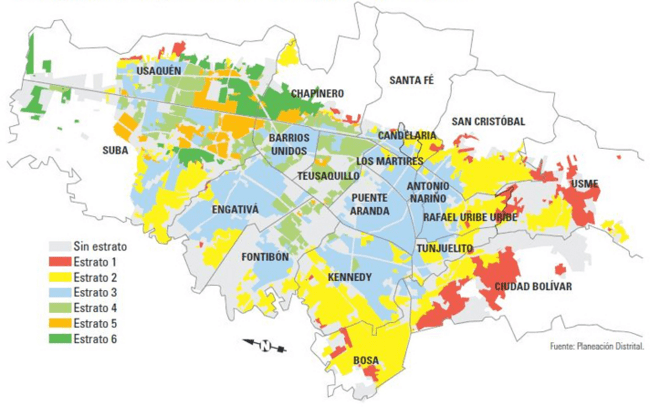 USAQUÉN
CHAPINERO
SANTA FÉ
SAN CRISTÓBAL
CANDELARIA
BARRIOS
UNIDOS
SUBA
LOS MÁRTIRES
TEUSAQUILLO
USME
ANTONIO
NARIÑO
PUENTE
ARANDA
ENGATIVÁ
RAFAEL URIBE URIBE
TUNJUELITO
FONTIBÓN
KENNEDY
CIUDAD BOLÍVAR
BOSA
Sin estrato
Estrato 1
Estrato 2
Estrato 3
Estrato 4
Estrato 5
Estrato 6
N
Fuente: Planeación Distrital.